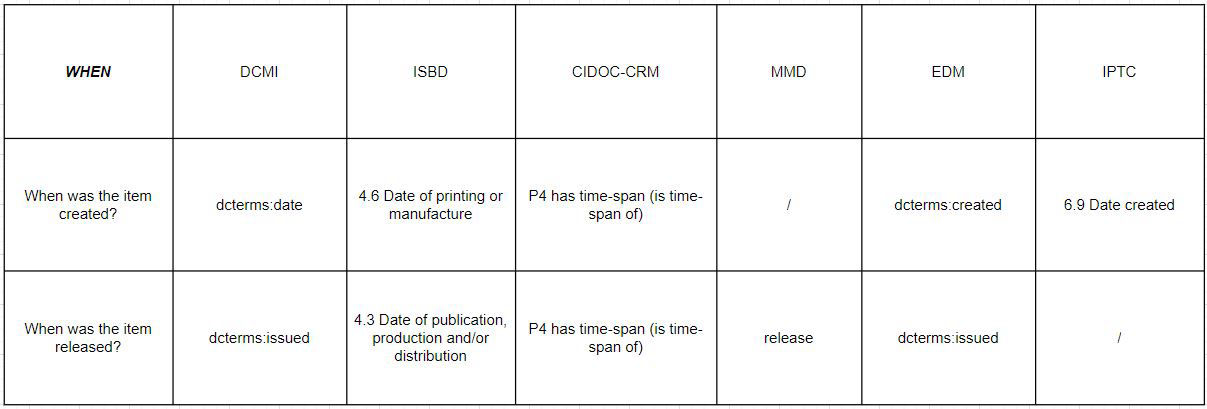 WHEN
DCMI
ISBD
CIDOC-CRM
MMD
EDM
IPTC
When was the item
created?
dcterms:date
4.6 Date of printing or
manufacture
P4 has time-span (is time-
span of)
/
dcterms:created
6.9 Date created
When was the item
released?
dcterms:issued
4.3 Date of publication,
production and/or
distribution
P4 has time-span (is time-
span of)
release
dcterms:issued
/